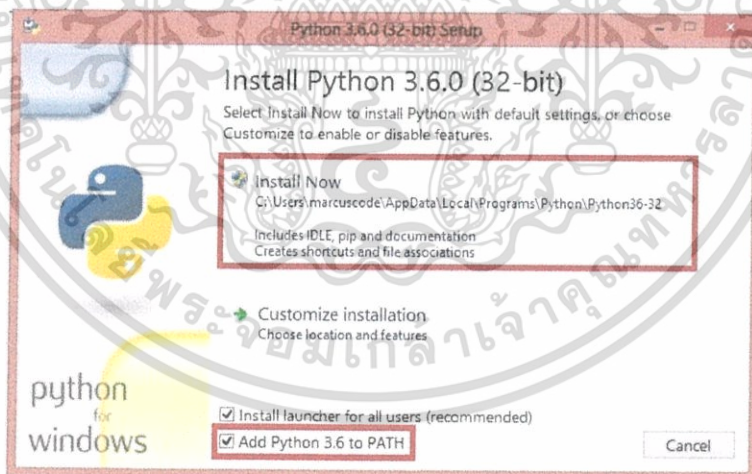 Python 3.6.0 (32-bit) Setup
Install Python 3.6.0 (32-bit)
Select Install Now to install Python with default settings, or choose
Customize to enable or disable features.
Install Now
C:\Users\marcuscode\AppData\Local\Programs\Python\Python36-32
Includes IDLE, pip and documentation
Creates shortcuts and file associations
Customize installation
Choose location and features
python
for
windows
Install launcher for all users (recommended)
Add Python 3.6 to PATH
Cancel